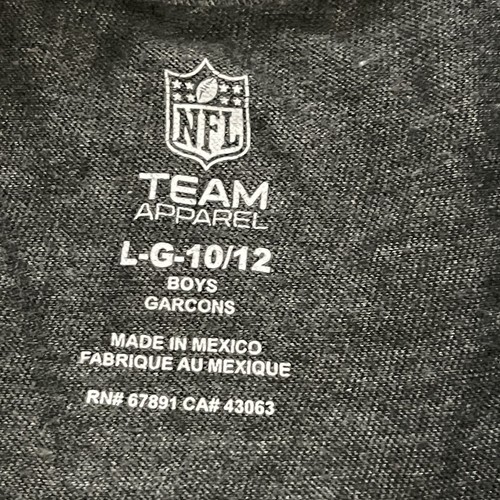 NFL
TEAM
APPAREL
L-G-10/12
BOYS
GARCONS
MADE IN MEXICO
FABRIQUE AU MEXIQUE
RN# 67891 CA# 43063